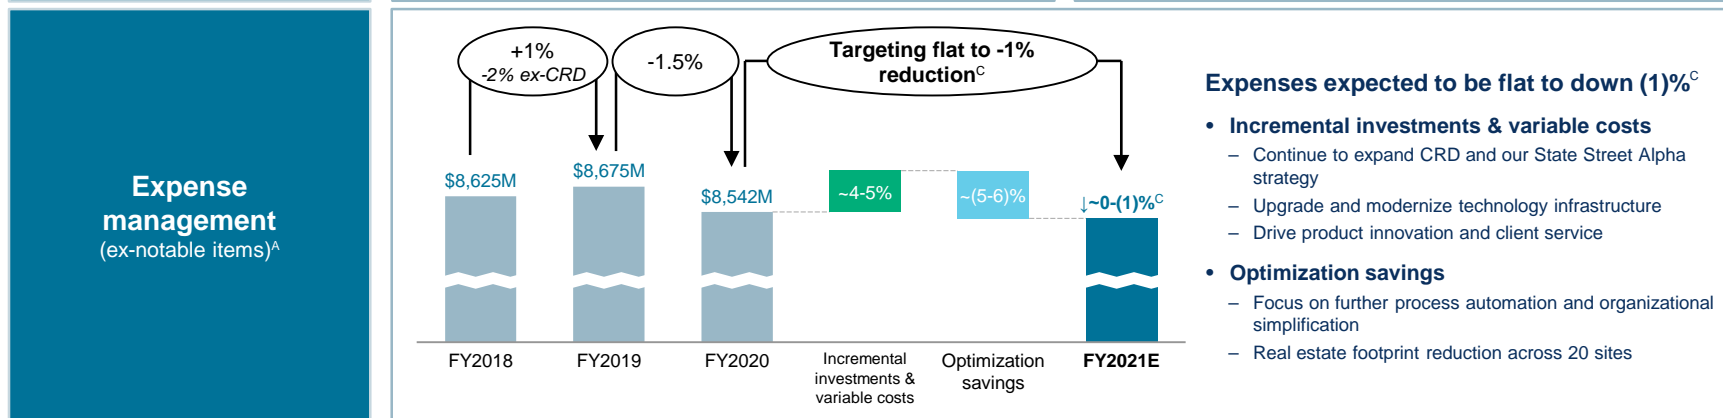 Expense
management
(ex-notable items)A
+1%
-2% ex-CRD
-1.5%
Targeting flat to -1%
reductionC
$8,625M
$8,675M
$8,542M
~4-5%
~(5-6)%
↓~0-(1)%C
FY2018
FY2019
FY2020
Incremental
investments &
variable costs
Optimization
savings
FY2021E
Expenses expected to be flat to down (1)%C
• Incremental investments & variable costs
– Continue to expand CRD and our State Street Alpha
strategy
– Upgrade and modernize technology infrastructure
– Drive product innovation and client service
• Optimization savings
– Focus on further process automation and organizational
simplification
– Real estate footprint reduction across 20 sites